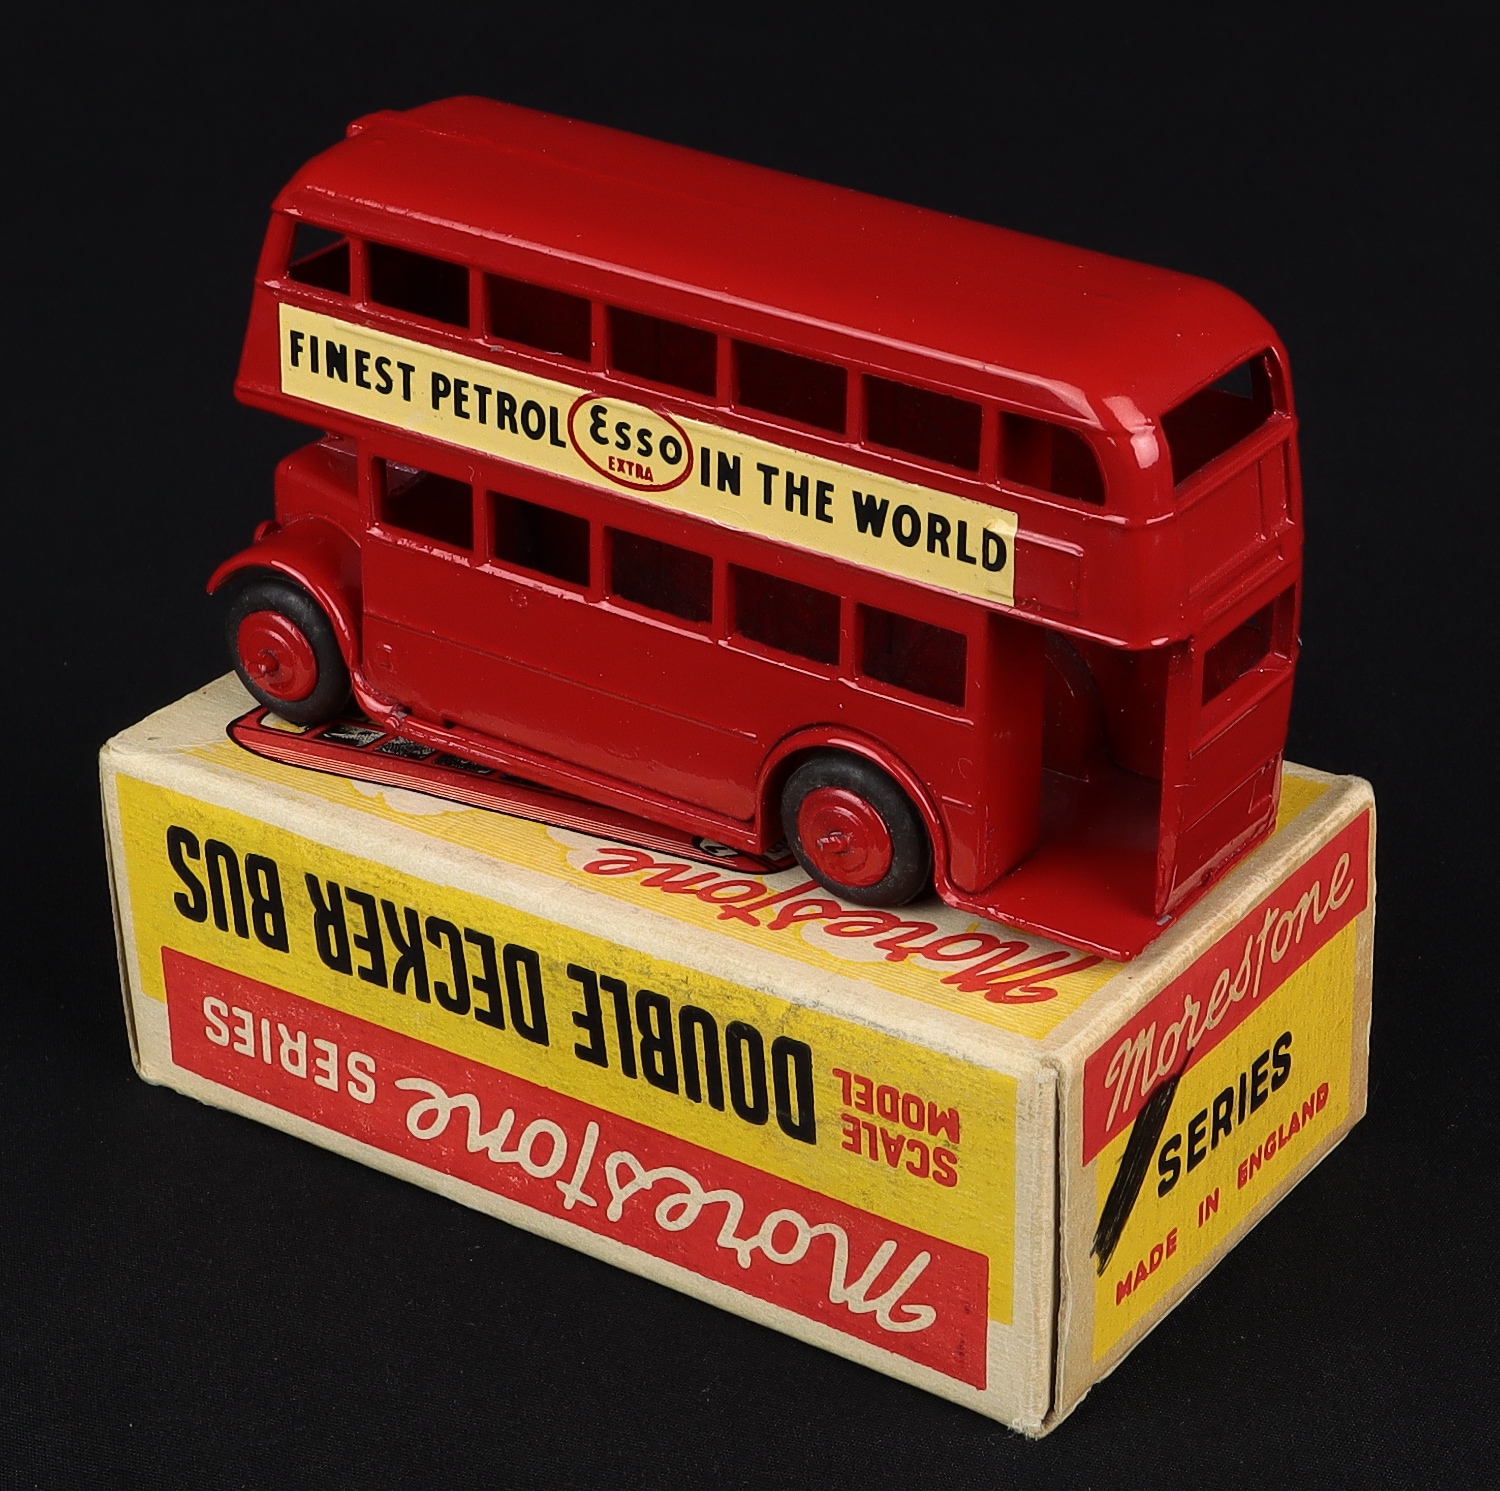 FINEST PETROL Esso IN THE WORLD
EXTRA
Morestone
SCALE MODEL DOUBLE DECKER BUS
Morestone SERIES
Morestone
SERIES
MADE IN ENGLAND